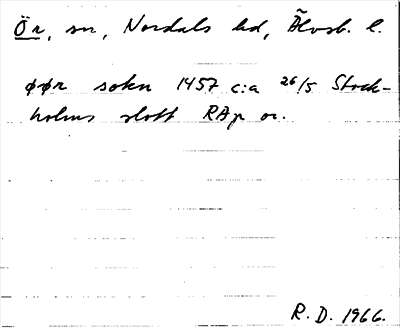 Ör, sn, Nordals hd, Älvsb. l.
øør sokn 1457 c:a 26/5 Stock-
holms slott RAp or.
R. D. 1966.